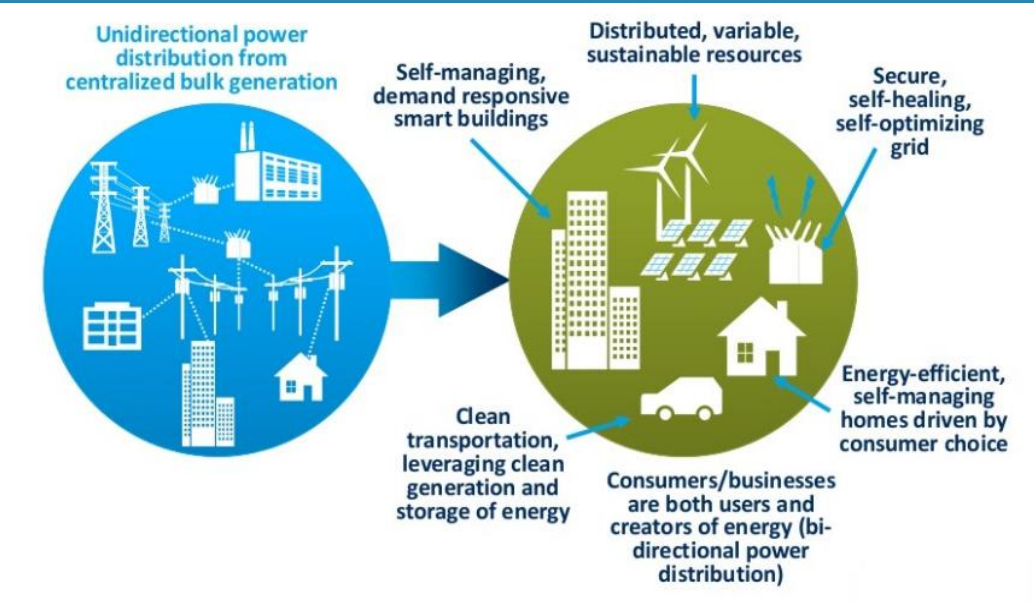 Unidirectional power
distribution from
centralized bulk generation
Self-managing,
demand responsive
smart buildings
Distributed, variable,
sustainable resources
Secure,
self-healing,
self-optimizing
grid
Energy-efficient,
self-managing
homes driven by
consumer choice
Clean
transportation,
leveraging clean
generation and
storage of energy
Consumers/businesses
are both users and
creators of energy (bi-
directional power
distribution)